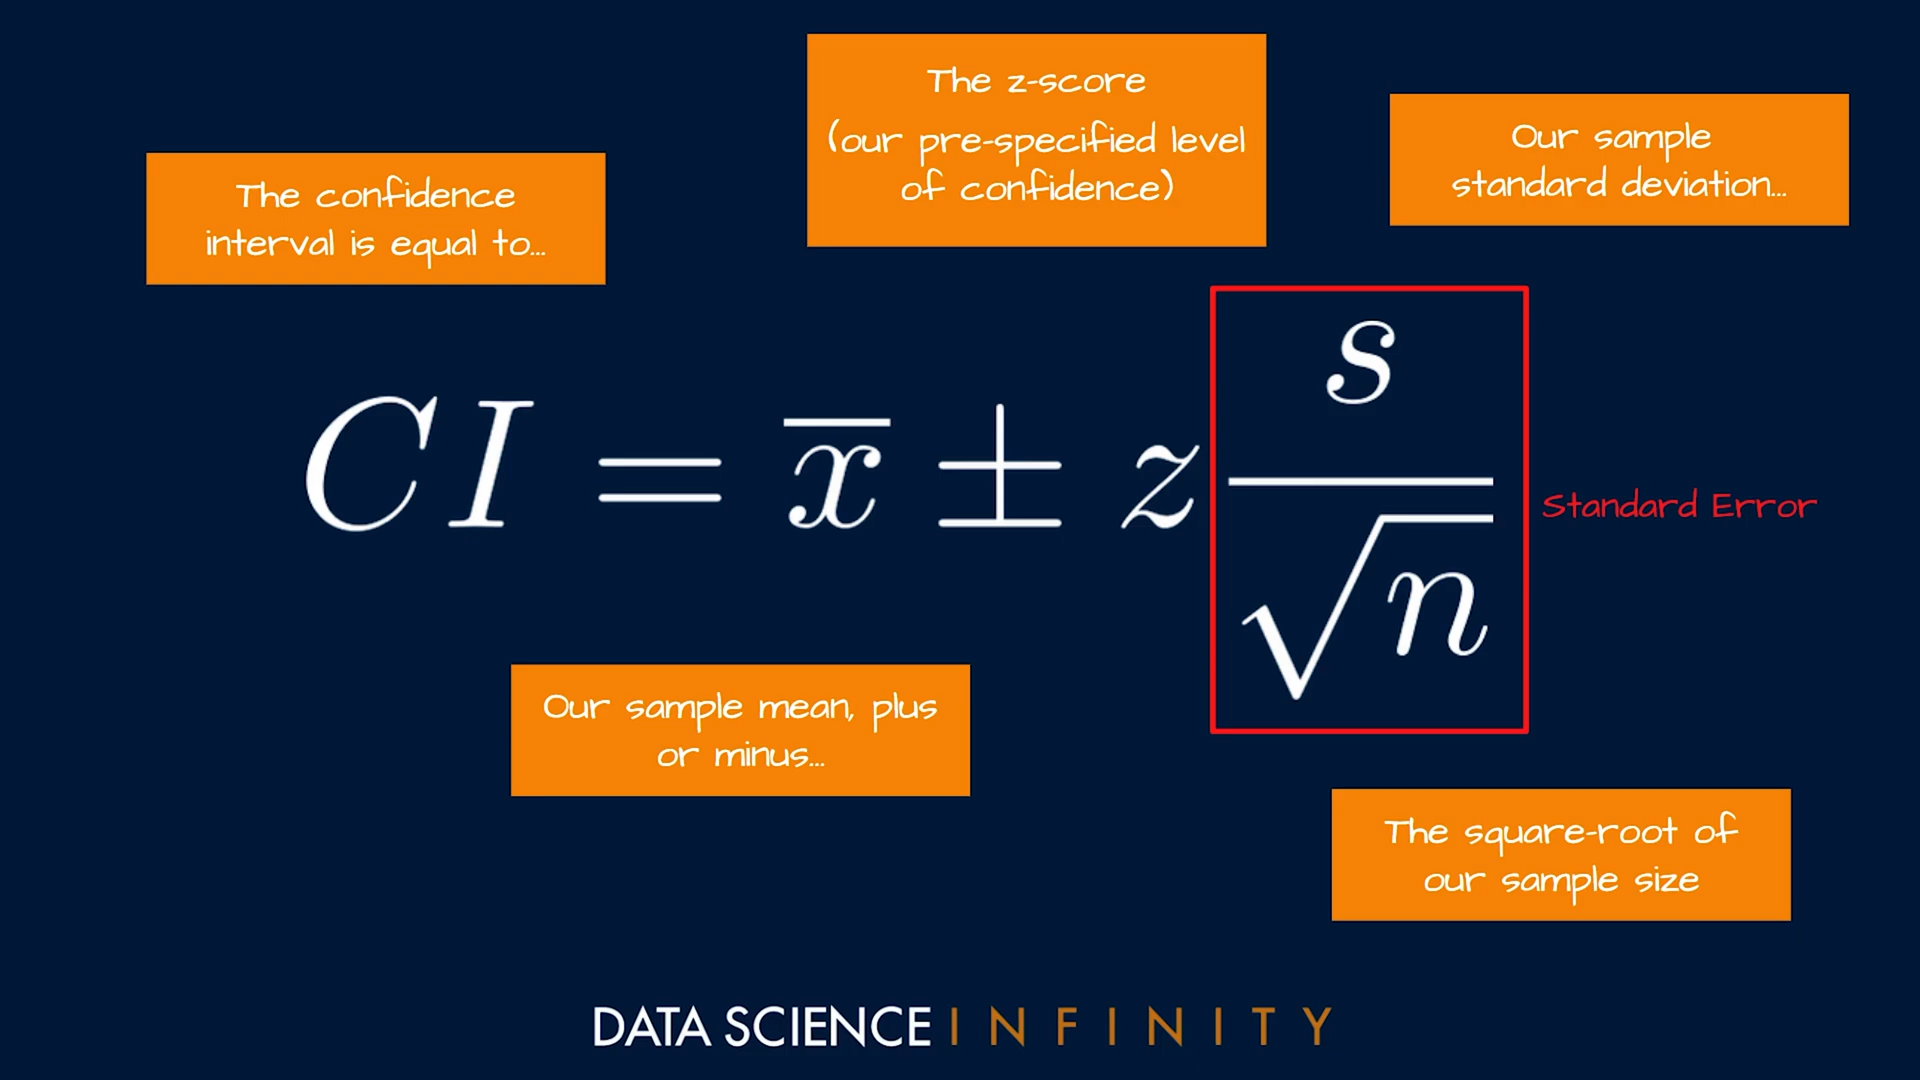 The z-score
(our pre-specified level
of confidence)
Our sample
standard deviation...
The confidence
interval is equal to...
CI = x̅ ± z s/√n
Standard Error
Our sample mean, plus
or minus...
The square-root of
our sample size
DATA SCIENCE INFINITY